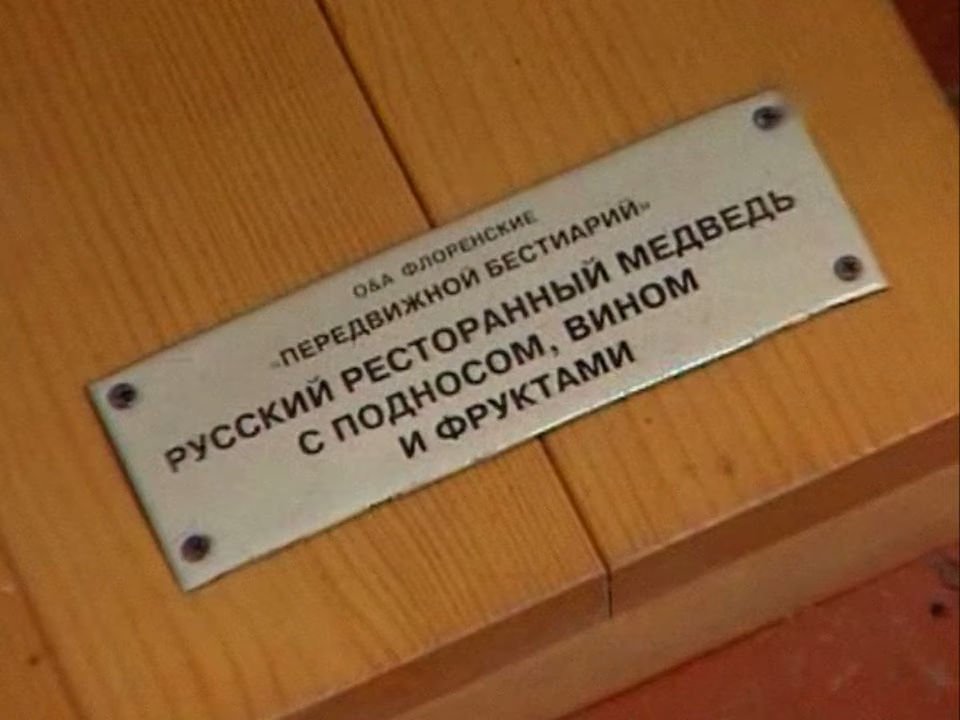 О&А ФЛОРЕНСКИЕ
«ПЕРЕДВИЖНОЙ БЕСТИАРИЙ»
РУССКИЙ РЕСТОРАННЫЙ МЕДВЕДЬ
С ПОДНОСОМ, ВИНОМ
И ФРУКТАМИ